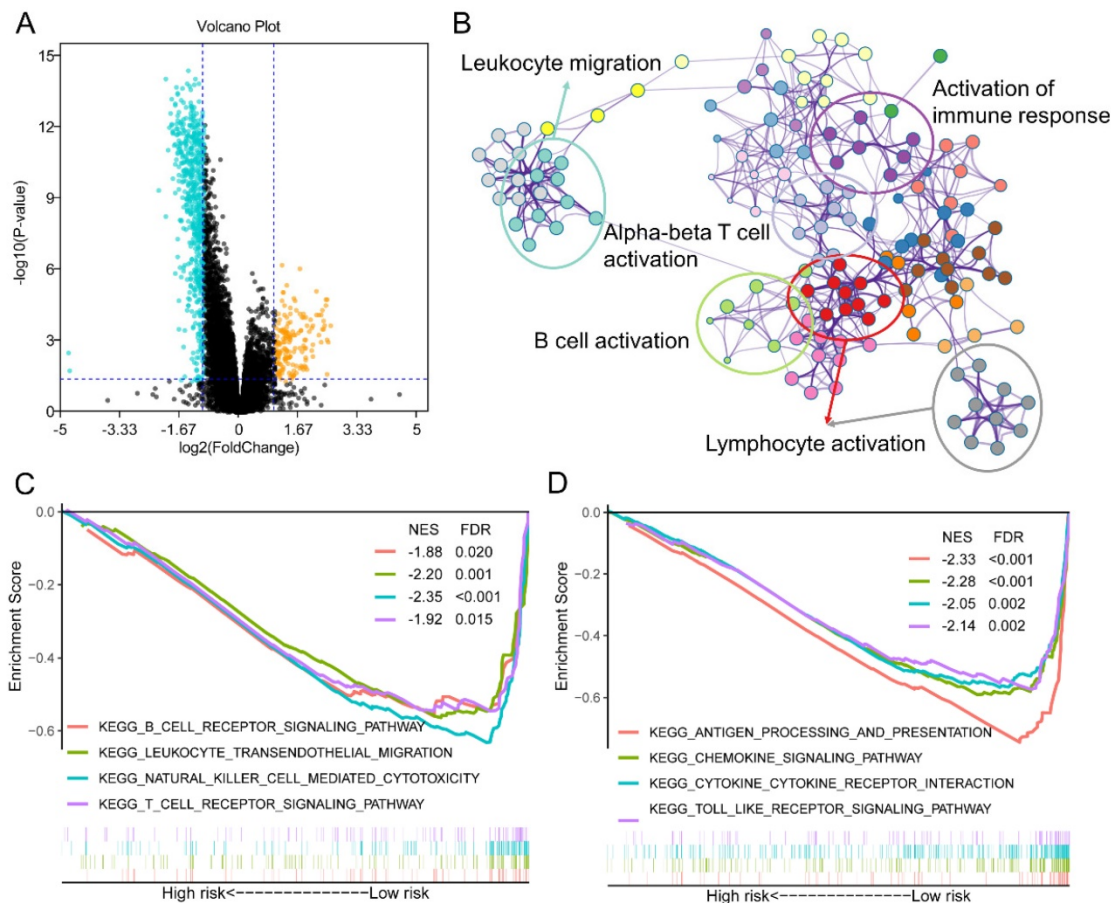 A
Volcano Plot
15
12
9
6
3
0
-log10(P-value)
-5 -3.33 -1.67 0 1.67 3.33 5
log2(FoldChange)
B
Leukocyte migration
Activation of
immune response
Alpha-beta T cell
activation
B cell activation
Lymphocyte activation
C
0.0
−0.2
−0.4
−0.6
Enrichment Score
NES FDR
-1.88 0.020
-2.20 0.001
-2.35 <0.001
-1.92 0.015
KEGG_B_CELL_RECEPTOR_SIGNALING_PATHWAY
KEGG_LEUKOCYTE_TRANSENDOTHELIAL_MIGRATION
KEGG_NATURAL_KILLER_CELL_MEDIATED_CYTOTOXICITY
KEGG_T_CELL_RECEPTOR_SIGNALING_PATHWAY
High risk<------------------Low risk
D
0.0
−0.2
−0.4
−0.6
Enrichment Score
NES FDR
-2.33 <0.001
-2.28 <0.001
-2.05 0.002
-2.14 0.002
KEGG_ANTIGEN_PROCESSING_AND_PRESENTATION
KEGG_CHEMOKINE_SIGNALING_PATHWAY
KEGG_CYTOKINE_CYTOKINE_RECEPTOR_INTERACTION
KEGG_TOLL_LIKE_RECEPTOR_SIGNALING_PATHWAY
High risk<------------------Low risk